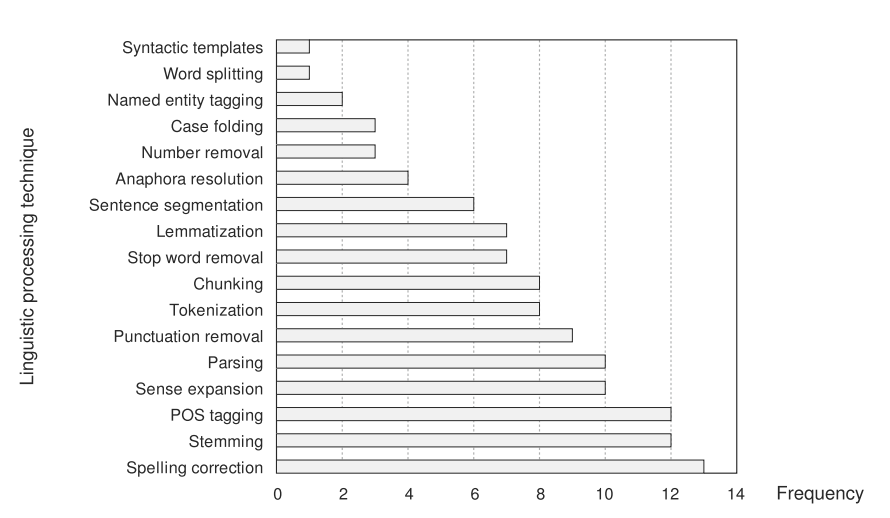 Linguistic processing technique
Syntactic templates
Word splitting
Named entity tagging
Case folding
Number removal
Anaphora resolution
Sentence segmentation
Lemmatization
Stop word removal
Chunking
Tokenization
Punctuation removal
Parsing
Sense expansion
POS tagging
Stemming
Spelling correction
0 2 4 6 8 10 12 14 Frequency